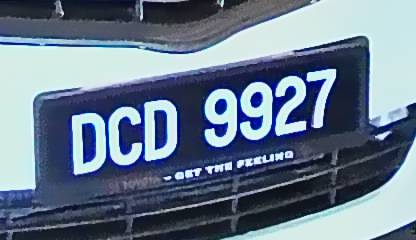 DCD 9927
- GET THE FEELING